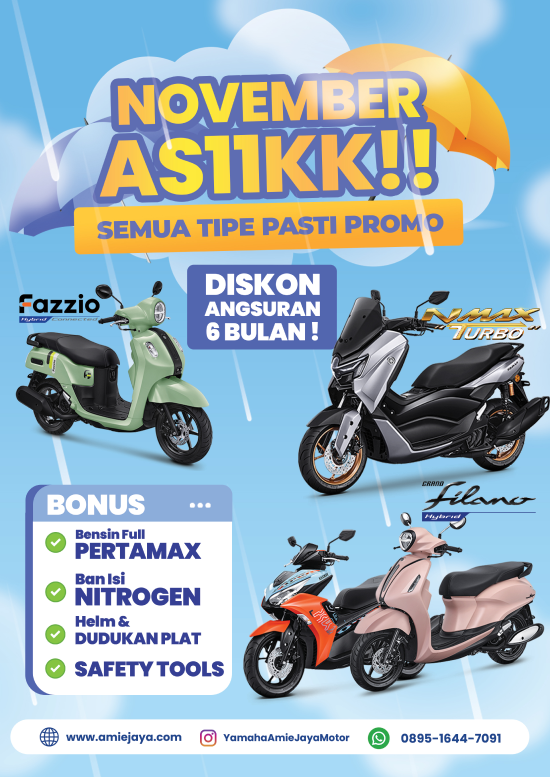 NOVEMBER
AS11KK!!
SEMUA TIPE PASTI PROMO
DISKON
ANGSURAN
6 BULAN !
Fazzio
Hybrid Connected
NMAX
"TURBO"
GRAND
Filano
Hybrid
BONUS
Bensin Full
PERTAMAX
Ban Isi
NITROGEN
Helm &
DUDUKAN PLAT
SAFETY TOOLS
www.amiejaya.com
YamahaAmieJayaMotor
0895-1644-7091